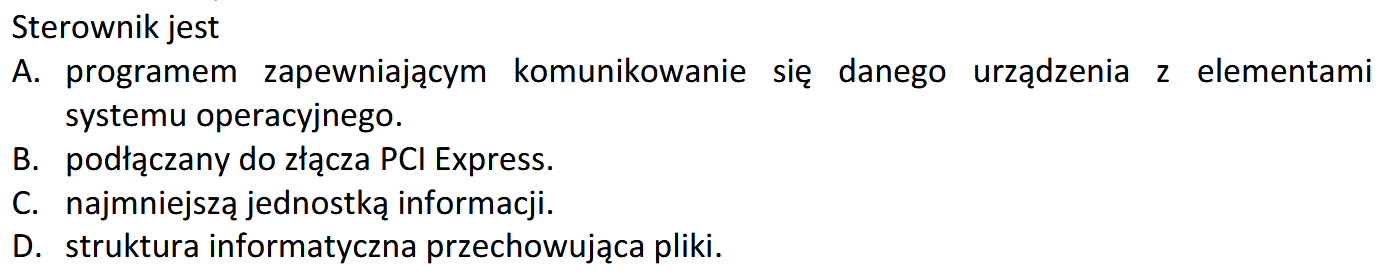 Sterownik jest
A. programem zapewniającym komunikowanie się danego urządzenia z elementami
systemu operacyjnego.
B. podłączany do złącza PCI Express.
C. najmniejszą jednostką informacji.
D. struktura informatyczna przechowująca pliki.